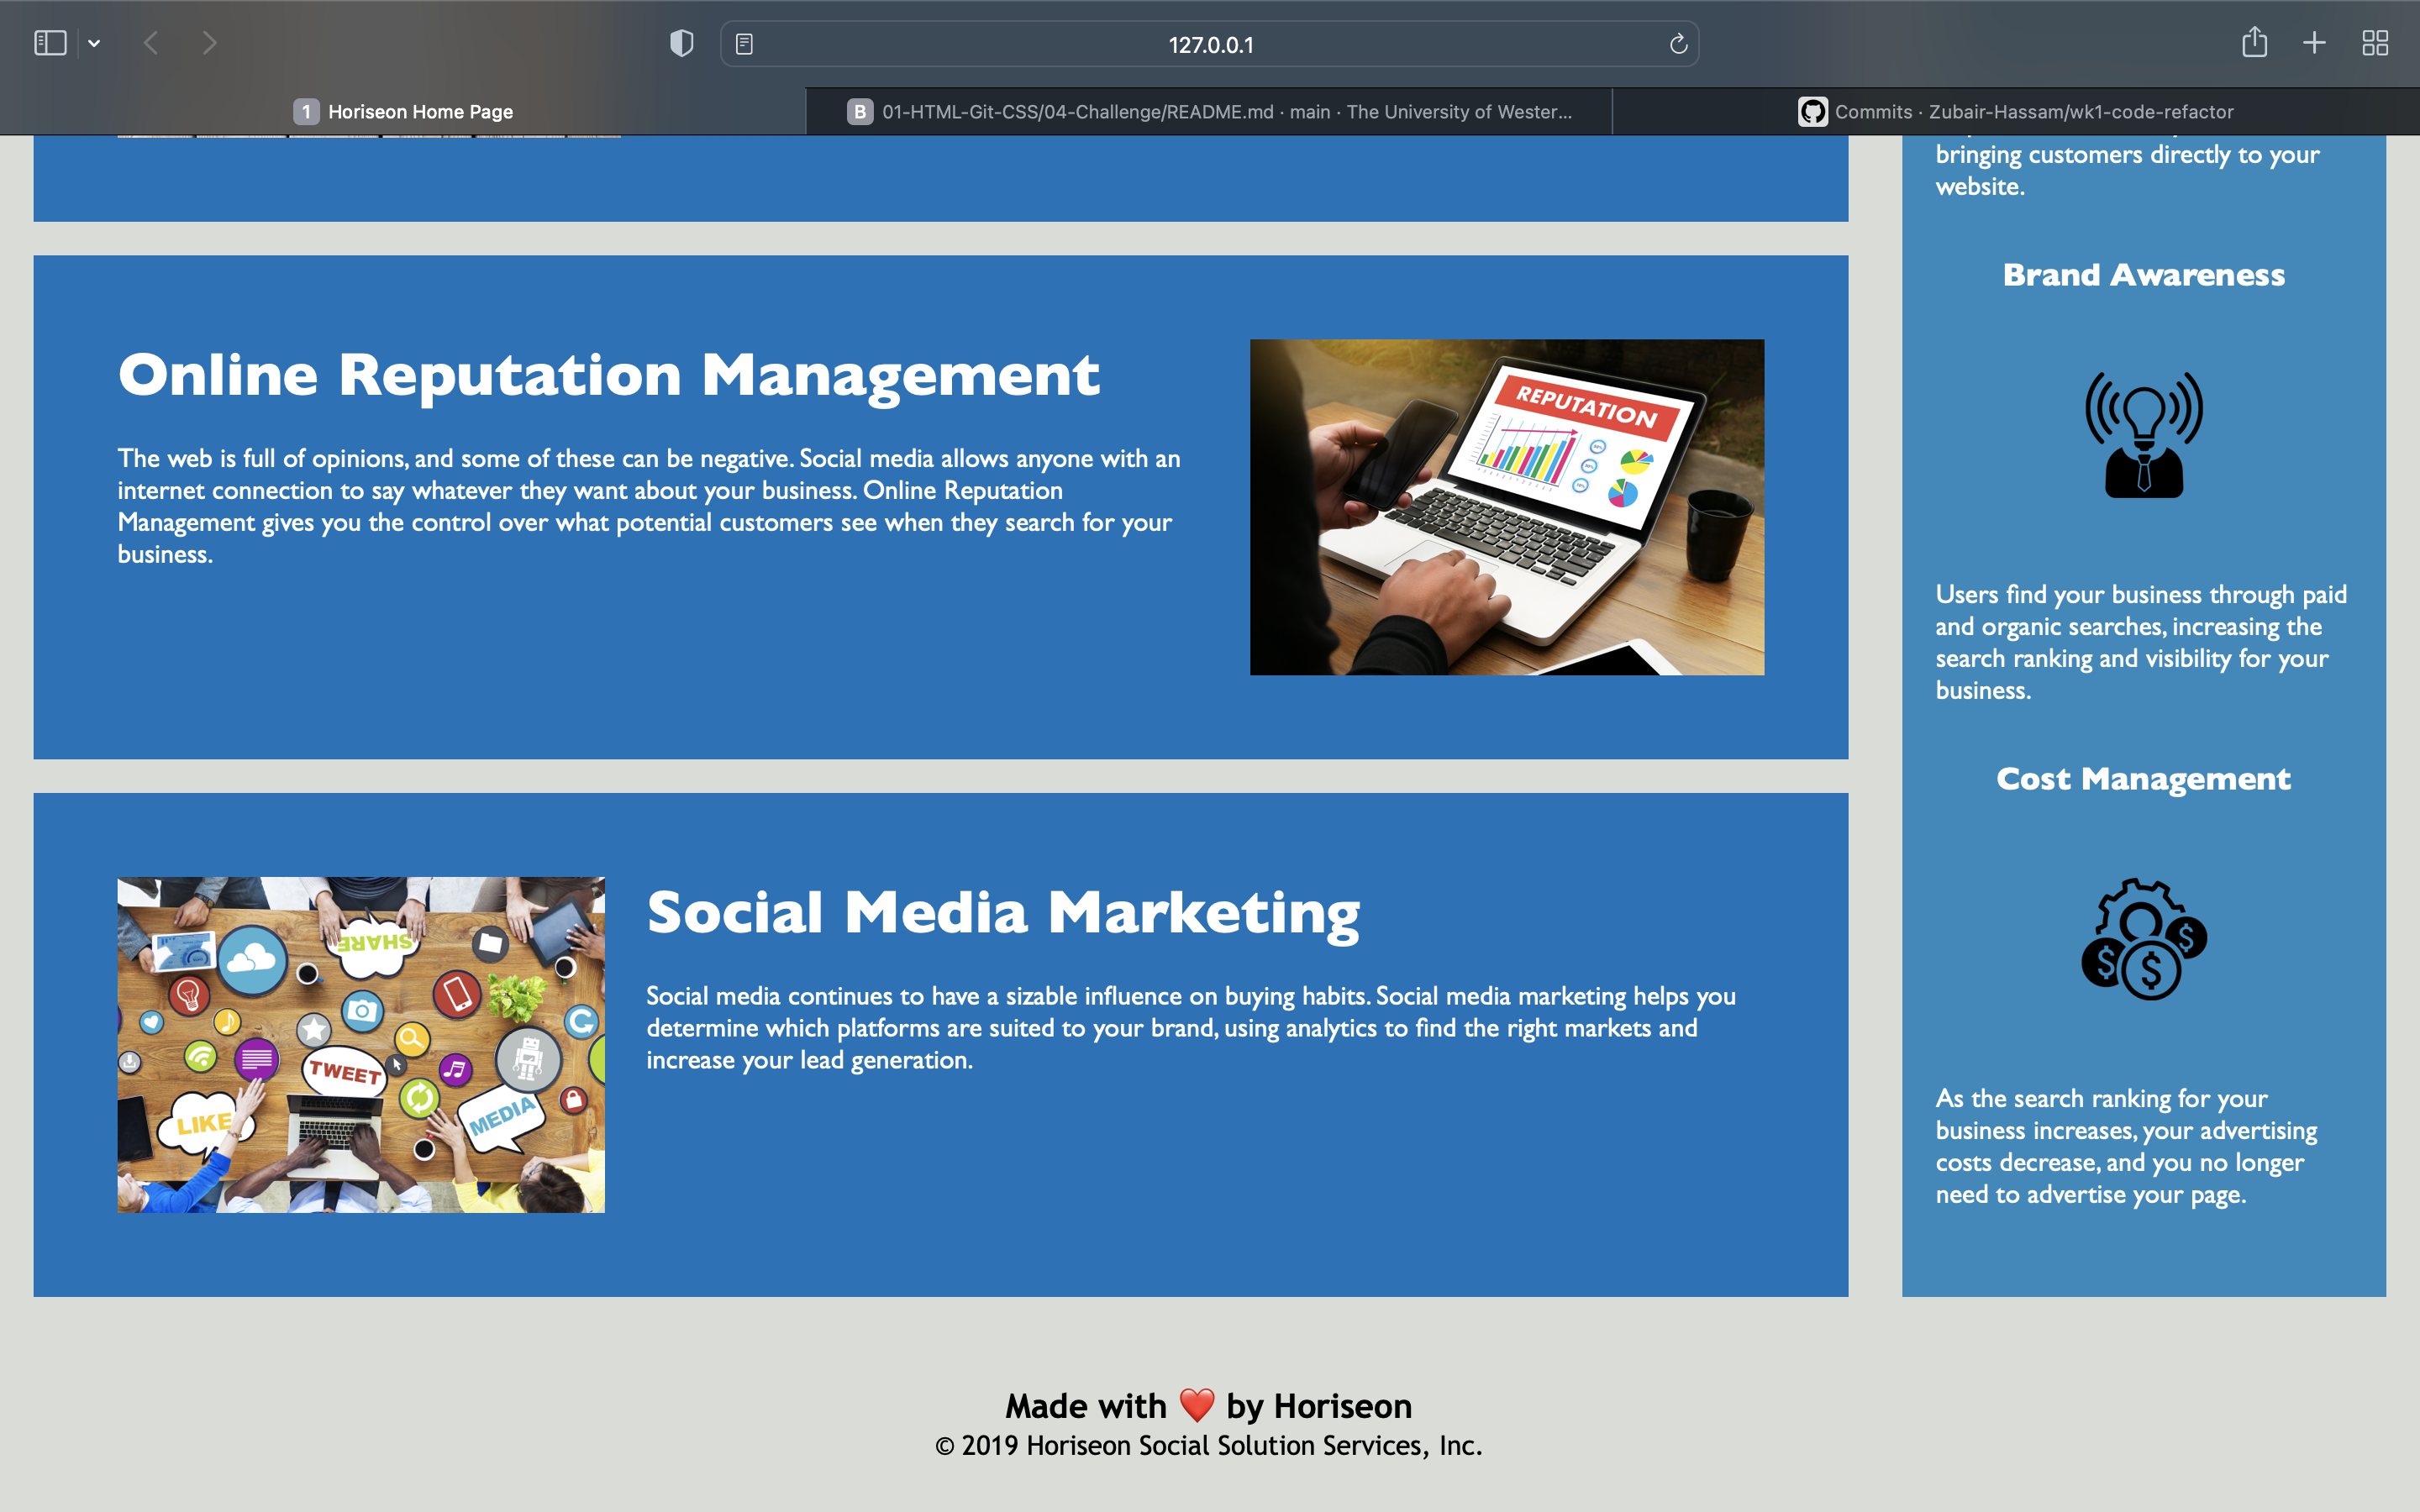 127.0.0.1
1 Horiseon Home Page
B 01-HTML-Git-CSS/04-Challenge/README.md · main · The University of Wester...
Commits · Zubair-Hassam/wk1-code-refactor
Online Reputation Management
The web is full of opinions, and some of these can be negative. Social media allows anyone with an
internet connection to say whatever they want about your business. Online Reputation
Management gives you the control over what potential customers see when they search for your
business.
REPUTATION
SHARE
TWEET
LIKE
MEDIA
Social Media Marketing
Social media continues to have a sizable influence on buying habits. Social media marketing helps you
determine which platforms are suited to your brand, using analytics to find the right markets and
increase your lead generation.
bringing customers directly to your
website.
Brand Awareness
Users find your business through paid
and organic searches, increasing the
search ranking and visibility for your
business.
Cost Management
$ $ $
As the search ranking for your
business increases, your advertising
costs decrease, and you no longer
need to advertise your page.
Made with ❤️ by Horiseon
© 2019 Horiseon Social Solution Services, Inc.